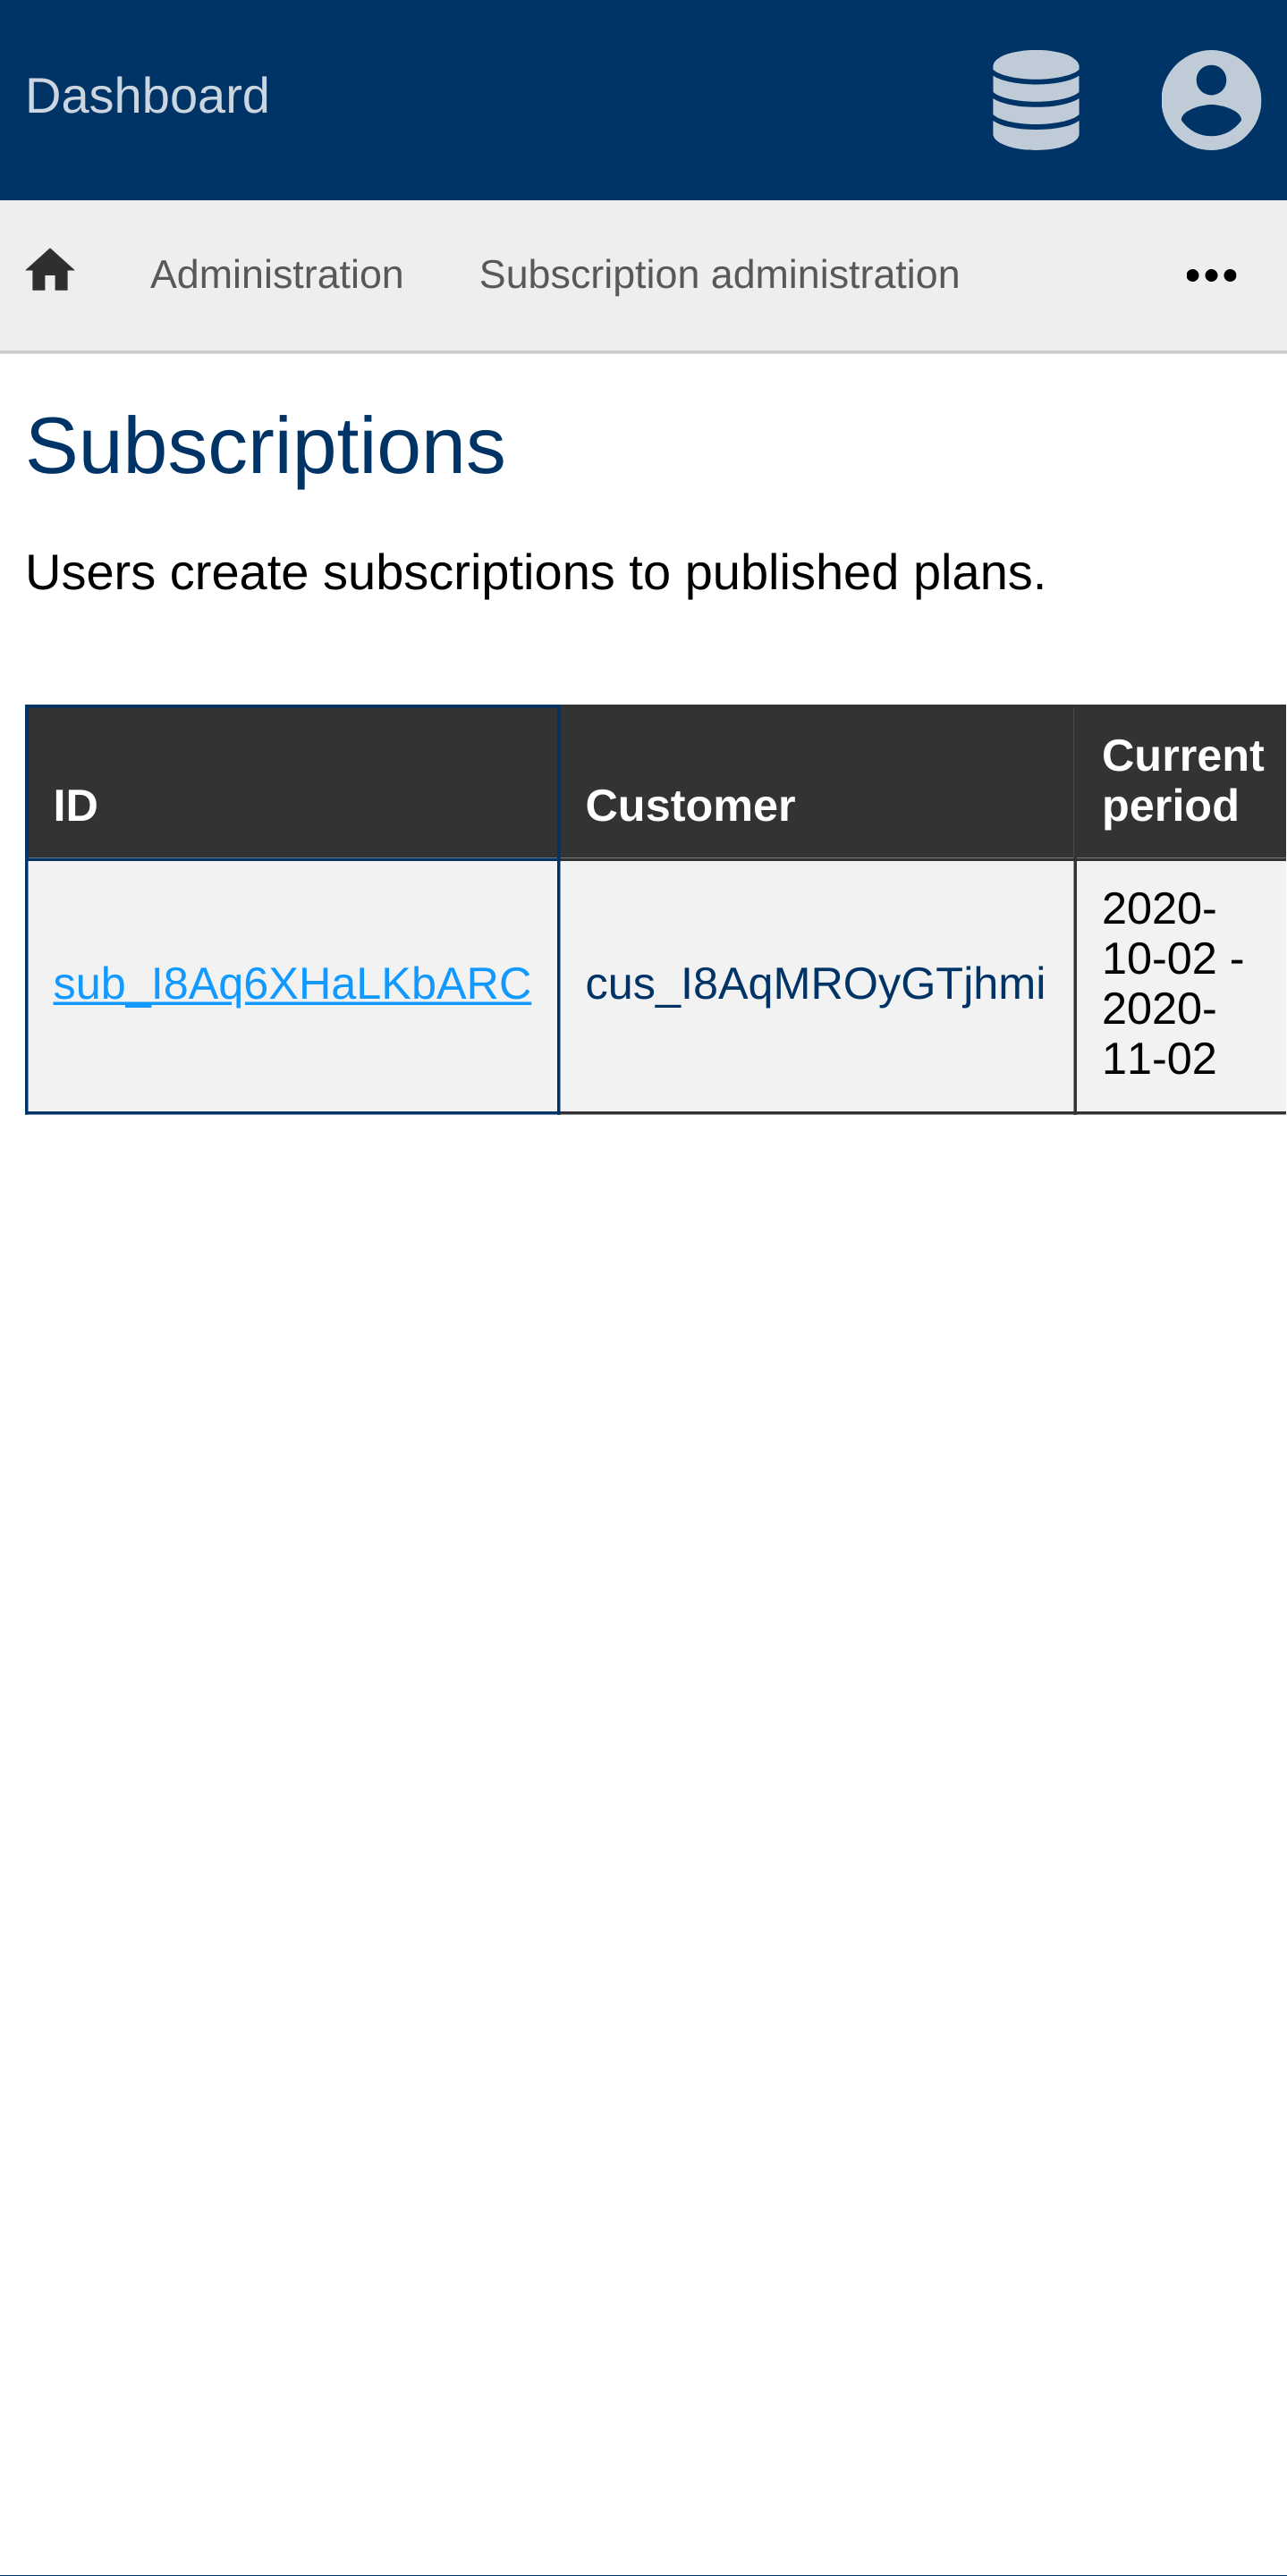 Dashboard
Administration Subscription administration
Subscriptions
Users create subscriptions to published plans.
ID Customer Current period
sub_I8Aq6XHaLKbARC cus_I8AqMROyGTjhmi 2020-
10-02 -
2020-
11-02